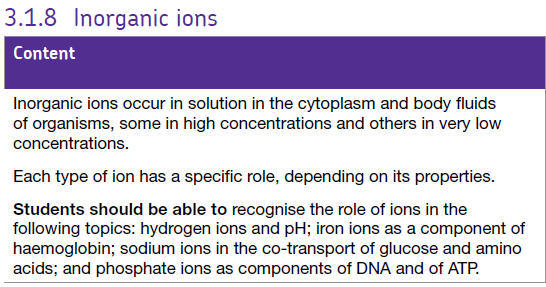 3.1.8 Inorganic ions
Content
Inorganic ions occur in solution in the cytoplasm and body fluids
of organisms, some in high concentrations and others in very low
concentrations.
Each type of ion has a specific role, depending on its properties.
Students should be able to recognise the role of ions in the
following topics: hydrogen ions and pH; iron ions as a component of
haemoglobin; sodium ions in the co-transport of glucose and amino
acids; and phosphate ions as components of DNA and of ATP.